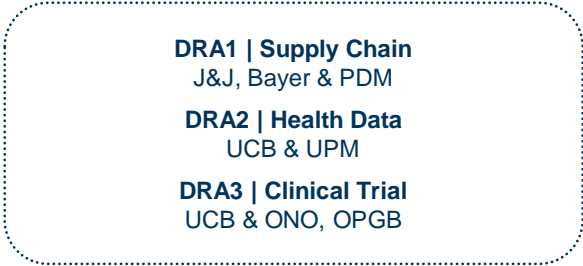 DRA1 | Supply Chain
J&J, Bayer & PDM
DRA2 | Health Data
UCB & UPM
DRA3 | Clinical Trial
UCB & ONO, OPGB